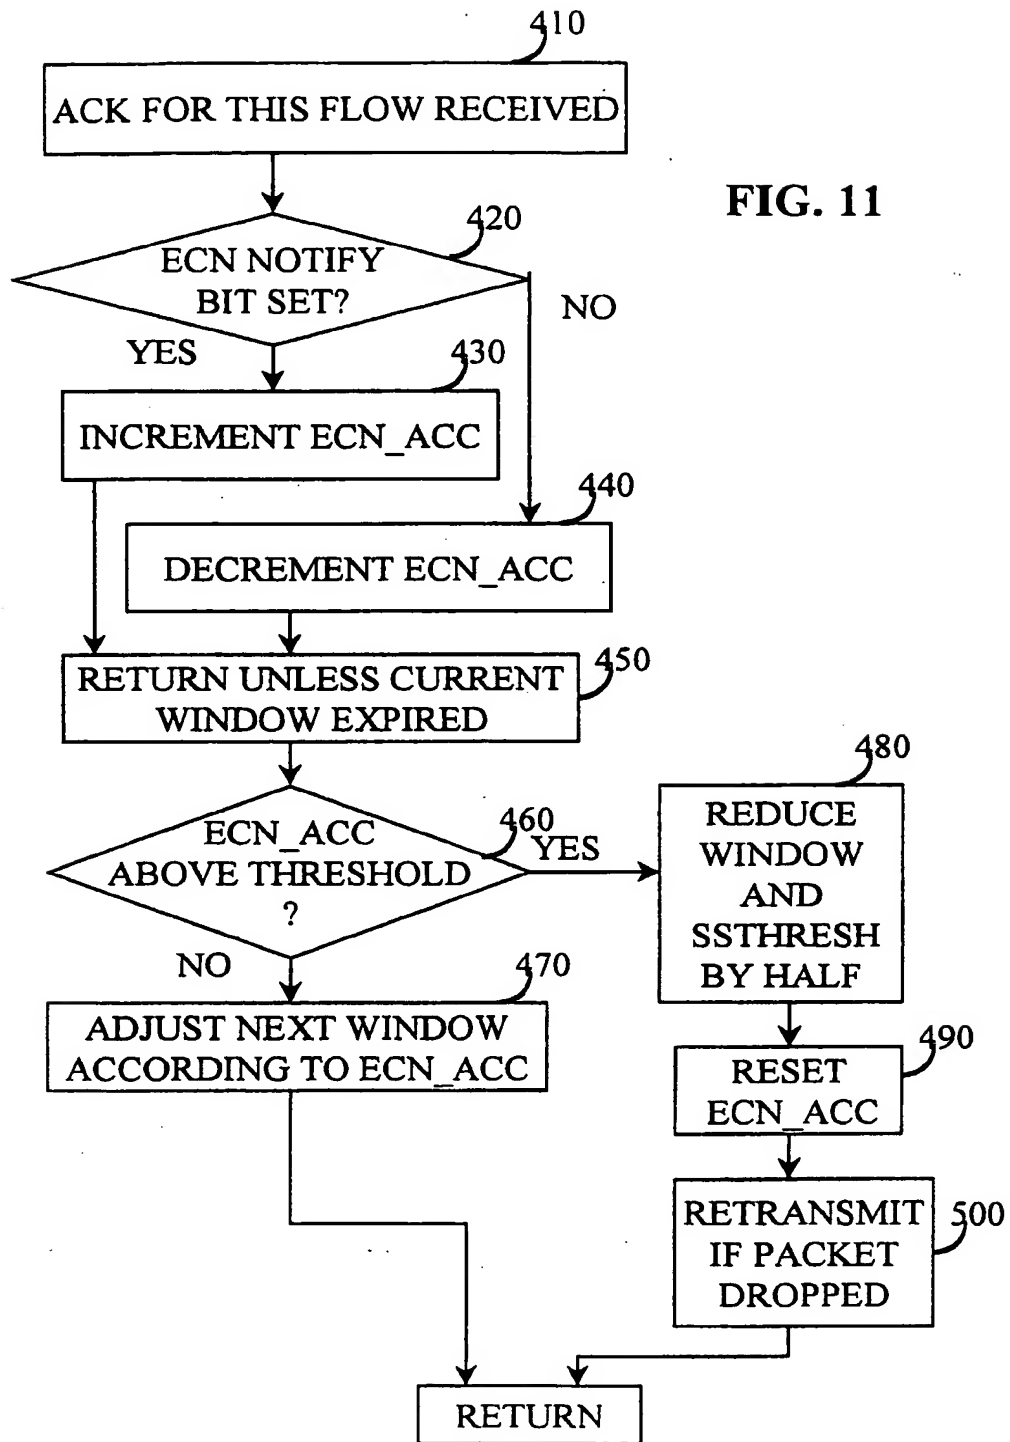 410
ACK FOR THIS FLOW RECEIVED
FIG. 11
420
ECN NOTIFY
BIT SET?
NO
YES
430
INCREMENT ECN_ACC
440
DECREMENT ECN_ACC
450
RETURN UNLESS CURRENT
WINDOW EXPIRED
480
REDUCE
WINDOW
AND
SSTHRESH
BY HALF
460
ECN_ACC
ABOVE THRESHOLD
?
YES
NO
470
ADJUST NEXT WINDOW
ACCORDING TO ECN_ACC
490
RESET
ECN_ACC
500
RETRANSMIT
IF PACKET
DROPPED
RETURN